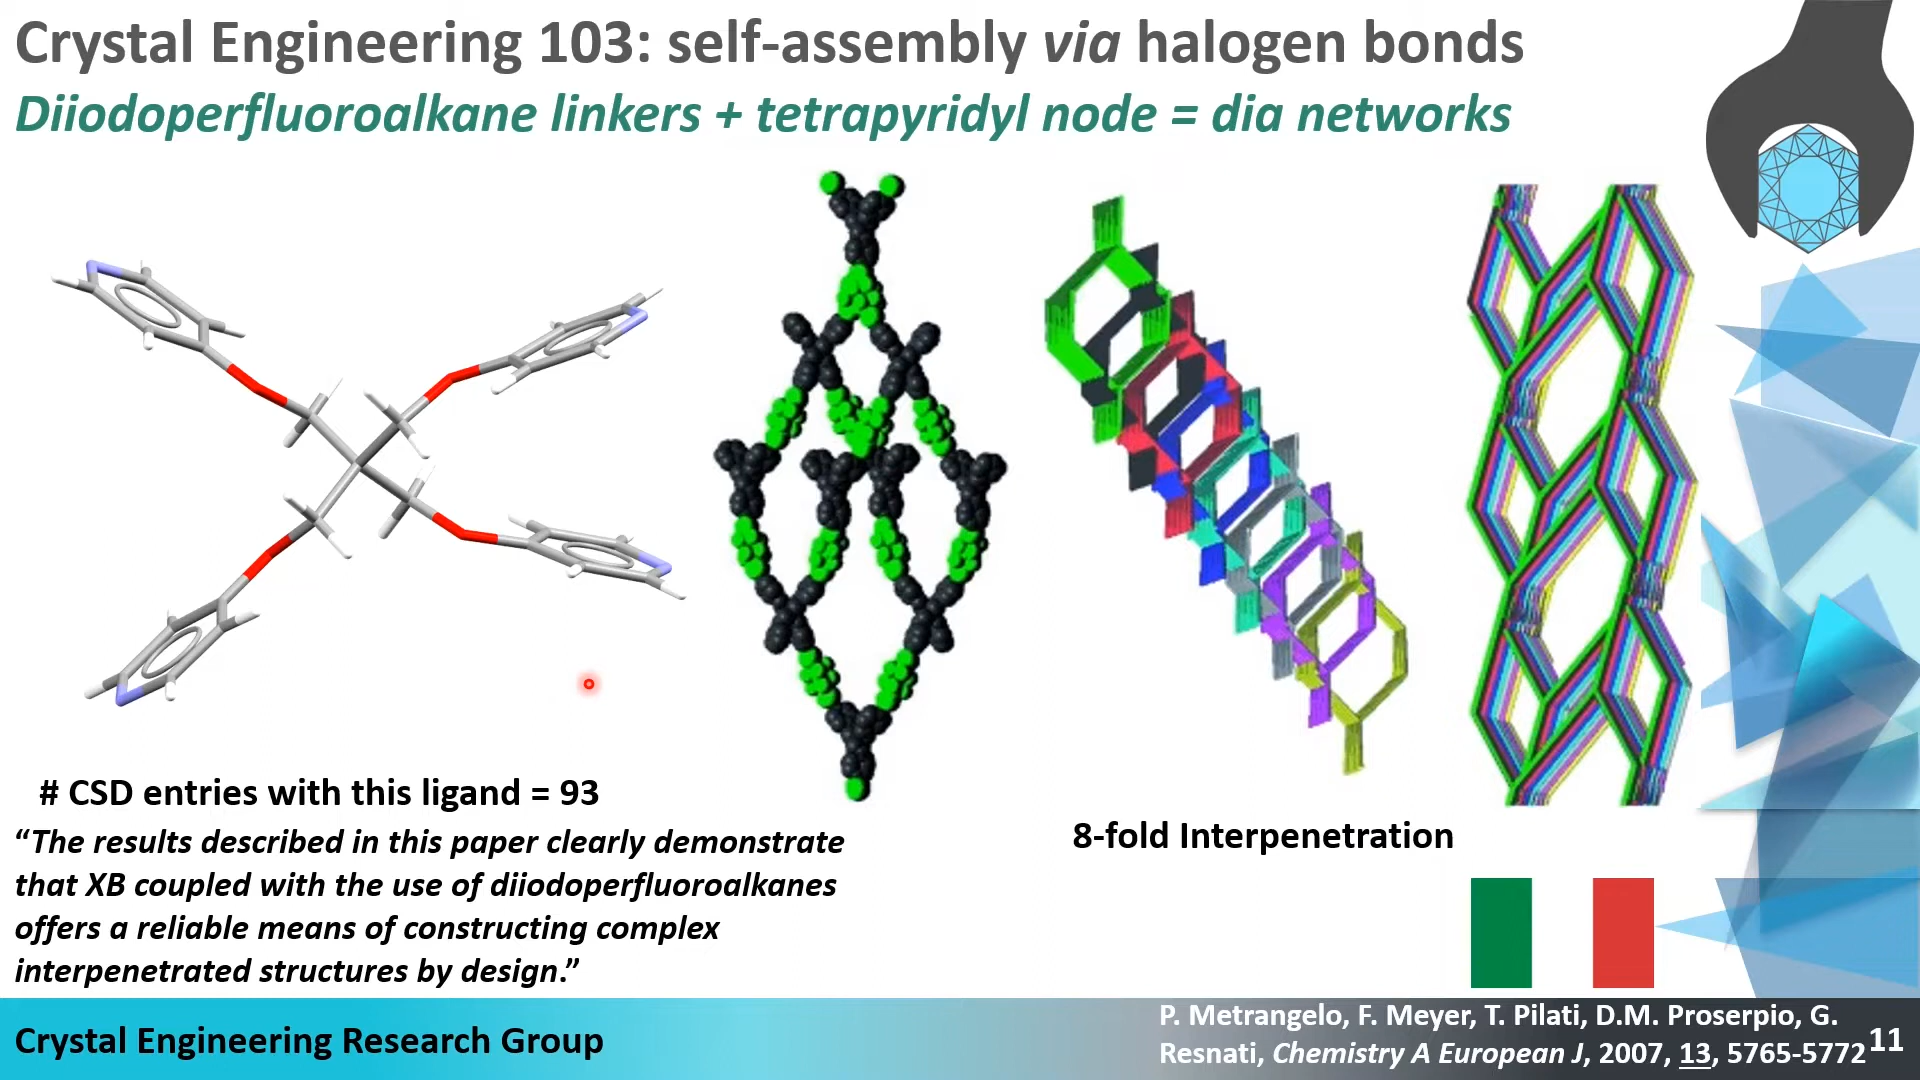 Crystal Engineering 103: self-assembly via halogen bonds
Diiodoperfluoroalkane linkers + tetrapyridyl node = dia networks
# CSD entries with this ligand = 93
“The results described in this paper clearly demonstrate
that XB coupled with the use of diiodoperfluoroalkanes
offers a reliable means of constructing complex
interpenetrated structures by design.”
8-fold Interpenetration
Crystal Engineering Research Group
P. Metrangelo, F. Meyer, T. Pilati, D.M. Proserpio, G.
Resnati, Chemistry A European J, 2007, 13, 5765-5772
11